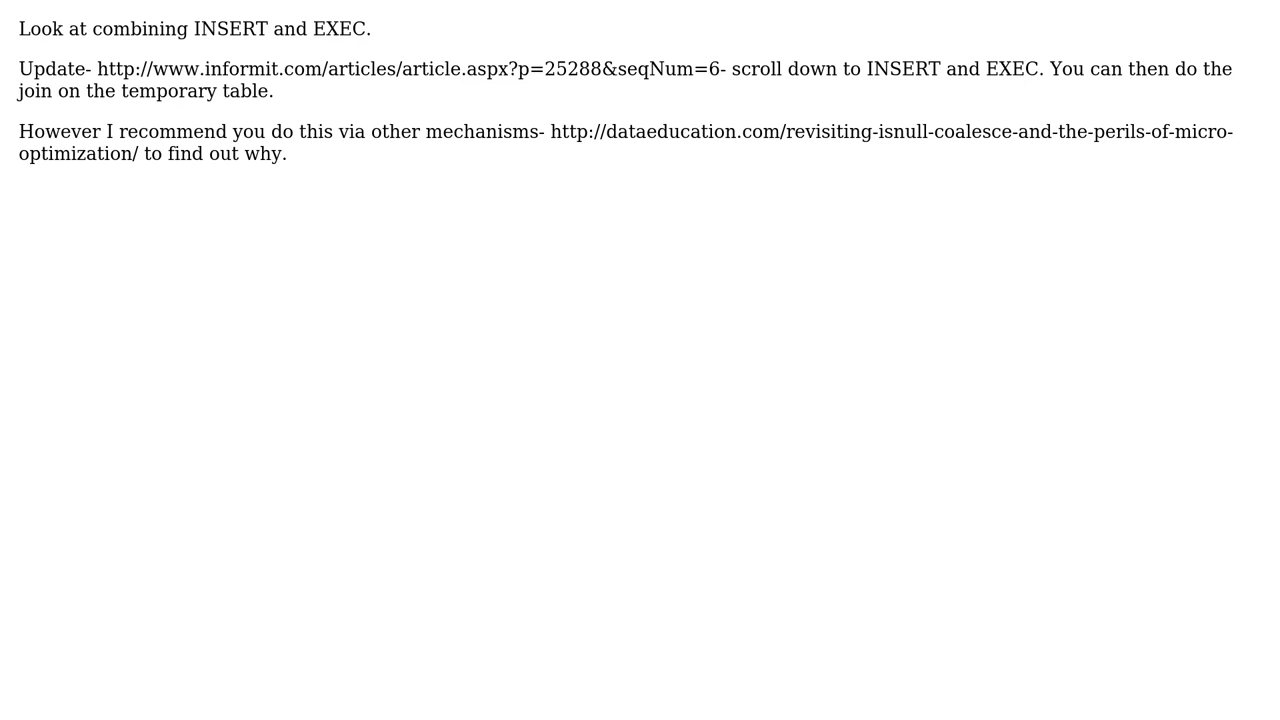 Look at combining INSERT and EXEC.
Update- http://www.informit.com/articles/article.aspx?p=25288&seqNum=6- scroll down to INSERT and EXEC. You can then do the
join on the temporary table.
However I recommend you do this via other mechanisms- http://dataeducation.com/revisiting-isnull-coalesce-and-the-perils-of-micro-
optimization/ to find out why.